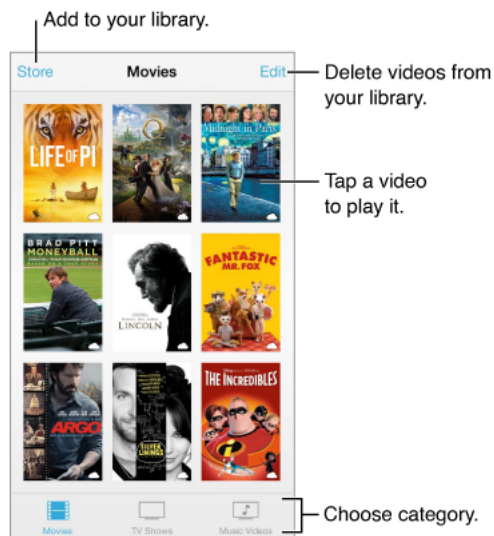 Add to your library.
Store
Movies
Edit
Delete videos from
your library.
LIFE OF PI
Midnight in Paris
Tap a video
to play it.
BRAD PITT
MONEYBALL
LINCOLN
FANTASTIC
MR. FOX
ARGO
SILVER
LININGS
THE INCREDIBLES
Movies
TV Shows
Music Videos
Choose category.